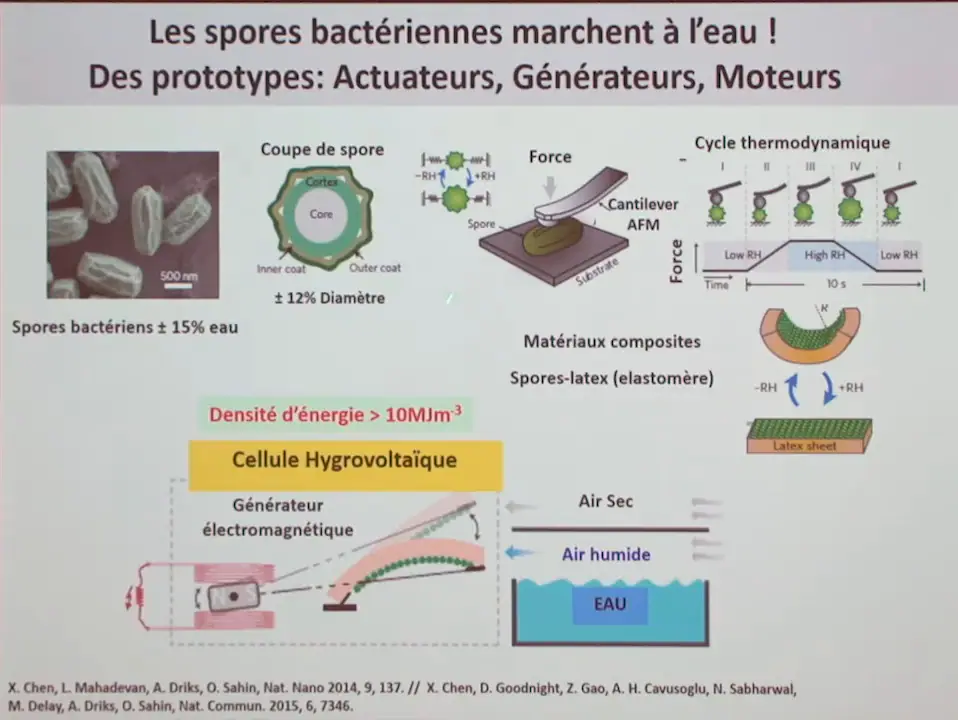 Les spores bactériennes marchent à l'eau !
Des prototypes: Actuateurs, Générateurs, Moteurs
500 nm
Spores bactériens ± 15% eau
Coupe de spore
Cortex
Core
Inner coat
Outer coat
± 12% Diamètre
-RH
+RH
Force
Spore
Cantilever
AFM
Substrate
Cycle thermodynamique
I
II
III
IV
I
Force
Low RH
High RH
Low RH
Time
10 s
Matériaux composites
Spores-latex (elastomère)
κ
-RH
+RH
Latex sheet
Densité d'énergie > 10MJm-3
Cellule Hygrovoltaïque
Générateur
électromagnétique
N
S
Air Sec
Air humide
EAU
X. Chen, L. Mahadevan, A. Driks, O. Sahin, Nat. Nano 2014, 9, 137. // X. Chen, D. Goodnight, Z. Gao, A. H. Cavusoglu, N. Sabharwal,
M. Delay, A. Driks, O. Sahin, Nat. Commun. 2015, 6, 7346.